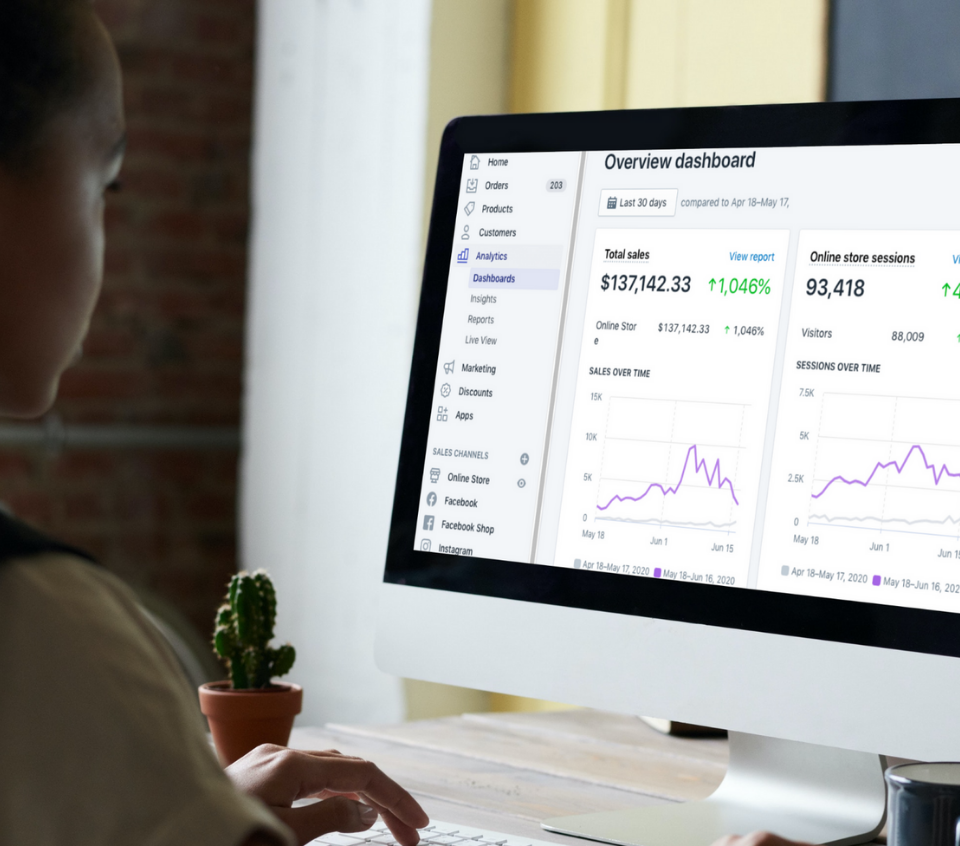 Home
Orders 203
Products
Customers
Analytics
Dashboards
Insights
Reports
Live View
Marketing
Discounts
Apps
SALES CHANNELS
Online Store
Facebook
Facebook Shop
Instagram
Overview dashboard
Last 30 days compared to Apr 18–May 17,
Total sales View report
$137,142.33 ↑1,046%
Online Stor $137,142.33 ↑ 1,046%
e
SALES OVER TIME
15K
10K
5K
0
May 18 Jun 1 Jun 15
Apr 18–May 17, 2020 May 18–Jun 16, 2020
Online store sessions Vi
93,418 ↑4
Visitors 88,009 ↑
SESSIONS OVER TIME
7.5K
5K
2.5K
0
May 18 Jun 1 Jun 1
Apr 18–May 17, 2020 May 18–Jun 16, 202